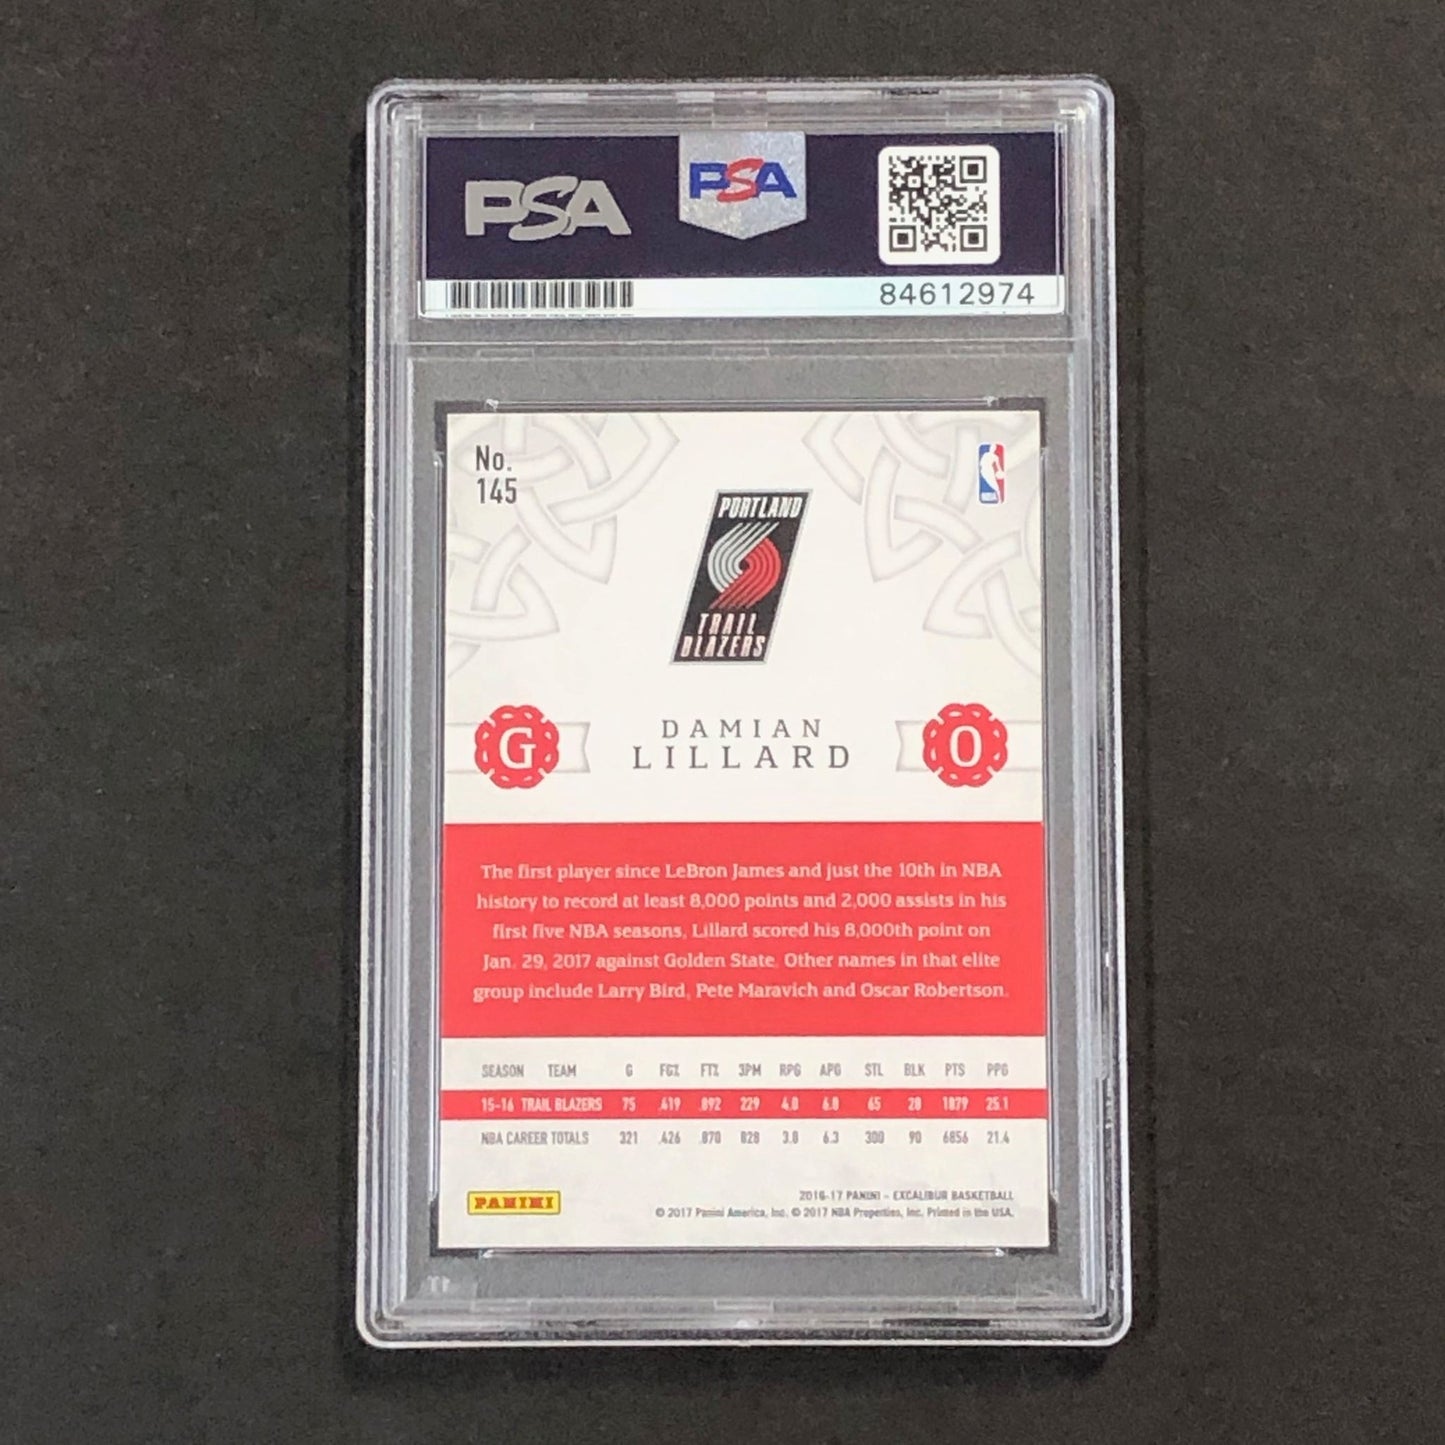 PSA PSA
84612974
No.
145
NBA
PORTLAND
TRAIL
BLAZERS
G DAMIAN 0
LILLARD
The first player since LeBron James and just the 10th in NBA
history to record at least 8,000 points and 2,000 assists in his
first five NBA seasons, Lillard scored his 8,000th point on
Jan. 29, 2017 against Golden State. Other names in that elite
group include Larry Bird, Pete Maravich and Oscar Robertson.
SEASON TEAM G FG% FT% 3PM RPG APG STL BLK PTS PPG
15-16 TRAIL BLAZERS 75 .419 .892 229 4.0 6.8 65 28 1879 25.1
NBA CAREER TOTALS 321 .426 .870 828 3.8 6.3 300 90 6856 21.4
PANINI
2016-17 PANINI - EXCALIBUR BASKETBALL
© 2017 Panini America, Inc. © 2017 NBA Properties, Inc. Printed in the USA.